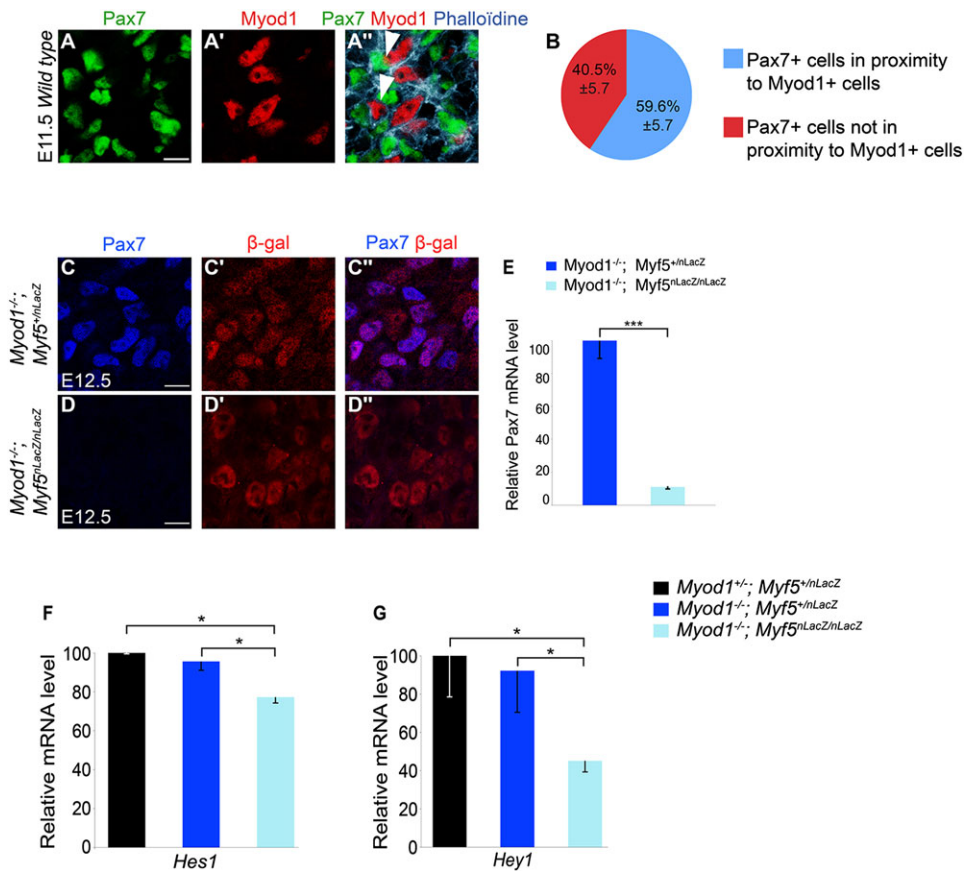 Pax7 Myod1 Pax7 Myod1 Phalloïdine
E11.5 Wild type
A A' A"
B
40.5%
±5.7
59.6%
±5.7
Pax7+ cells in proximity
to Myod1+ cells
Pax7+ cells not in
proximity to Myod1+ cells
Pax7 β-gal Pax7 β-gal
Myod1-/-;
Myf5+/nLacZ
C C' C"
E12.5
Myod1-/-;
Myf5nLacZ/nLacZ
D D' D"
E12.5
E
Myod1-/-; Myf5+/nLacZ
Myod1-/-; Myf5nLacZ/nLacZ
***
Relative Pax7 mRNA level
100
80
60
40
20
0
Myod1+/-; Myf5+/nLacZ
Myod1-/-; Myf5+/nLacZ
Myod1-/-; Myf5nLacZ/nLacZ
F
*
*
Relative mRNA level
100
80
60
40
20
0
Hes1
G
*
*
Relative mRNA level
100
80
60
40
20
0
Hey1